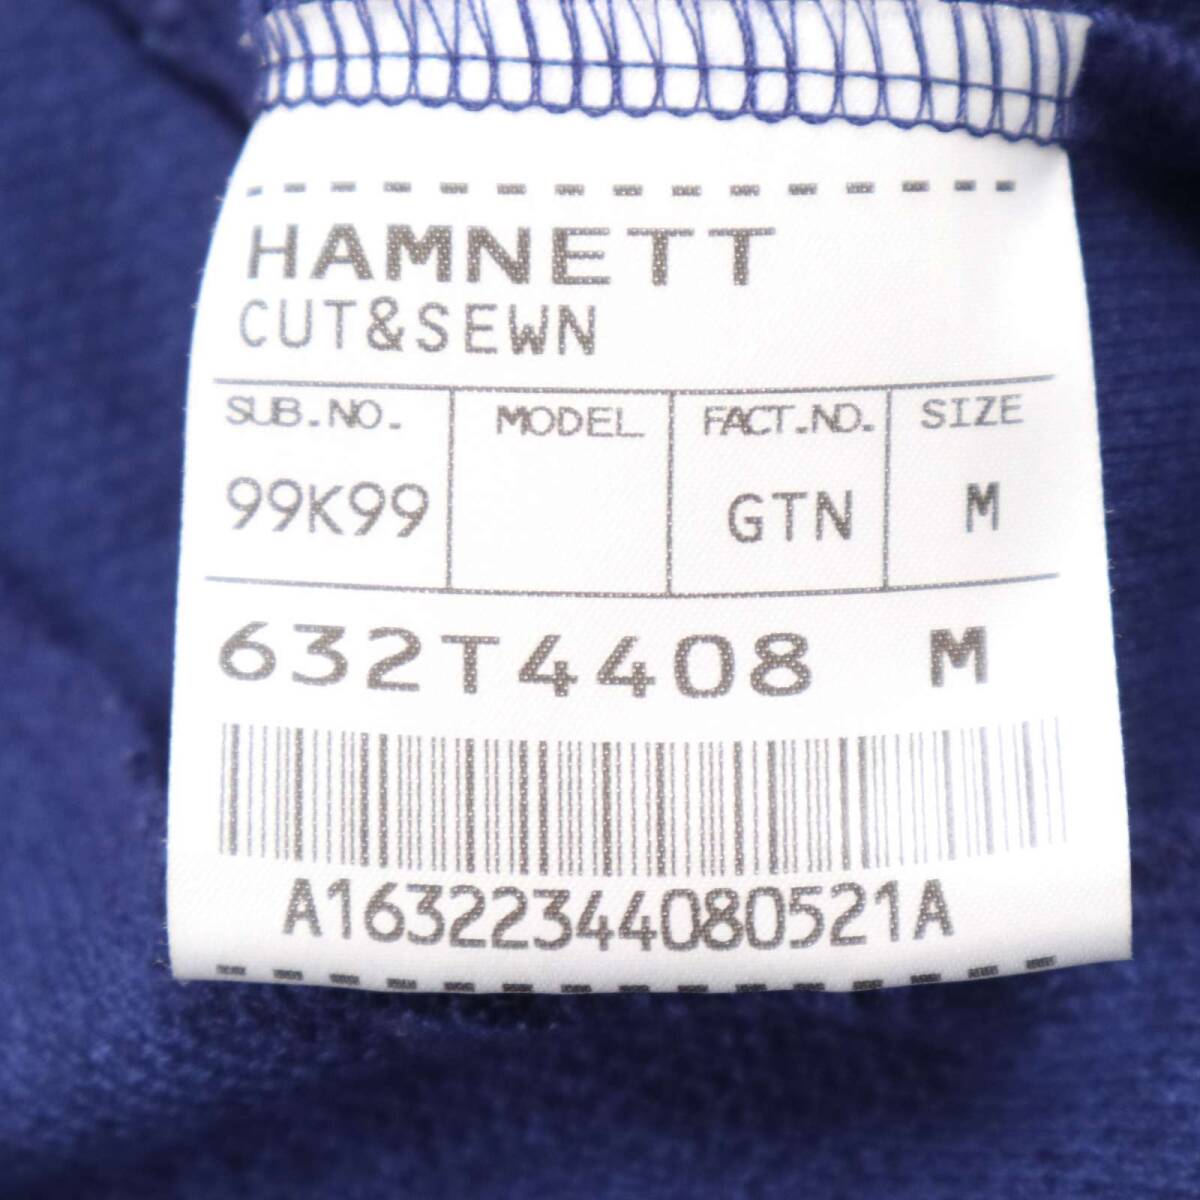 HAMNETT
CUT&SEWN
SUB.NO. MODEL FACT.NO. SIZE
99K99 GTN M
632T4408 M
A16322344080521A